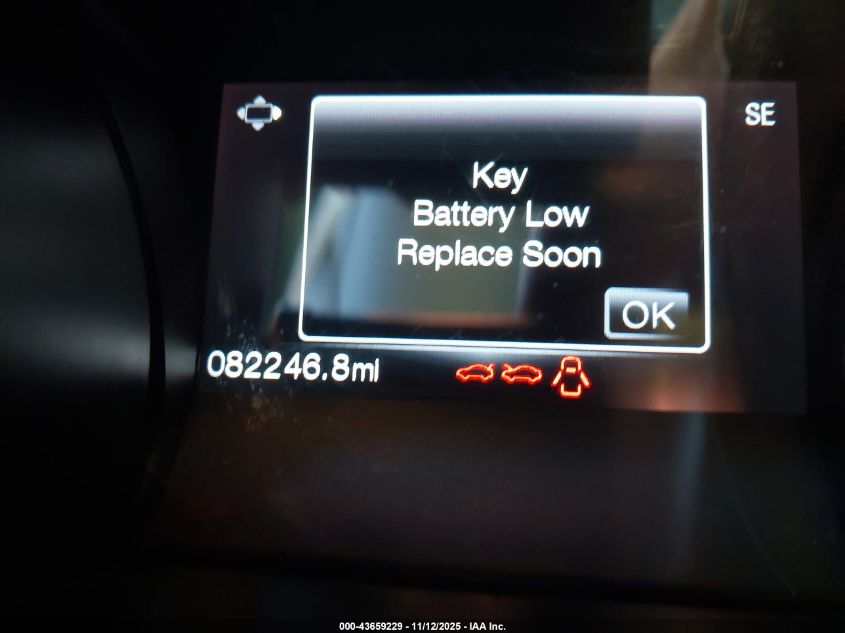 SE
Key
Battery Low
Replace Soon
OK
082246.8mi
000-43659229 - 11/12/2025 - IAA Inc.